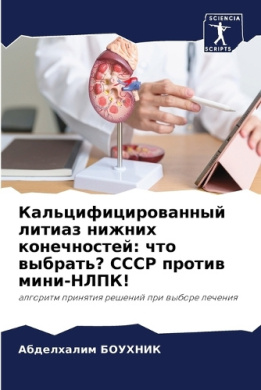 SCIENCIA
SCRIPTS
Кальцифицированный
литиаз нижних
конечностей: что
выбрать? СССР против
мини-НЛПК!
алгоритм принятия решений при выборе печения
Абделхалим БОУХНИК